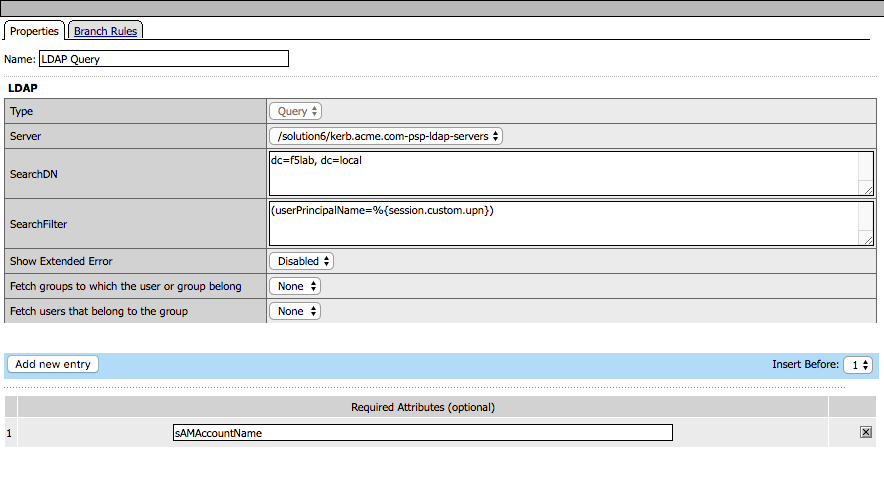 Properties Branch Rules
Name: LDAP Query
LDAP
Type Query
Server /solution6/kerb.acme.com-psp-ldap-servers
SearchDN dc=f5lab, dc=local
SearchFilter (userPrincipalName=%{session.custom.upn})
Show Extended Error Disabled
Fetch groups to which the user or group belong None
Fetch users that belong to the group None
Add new entry Insert Before: 1
Required Attributes (optional)
1 sAMAccountName